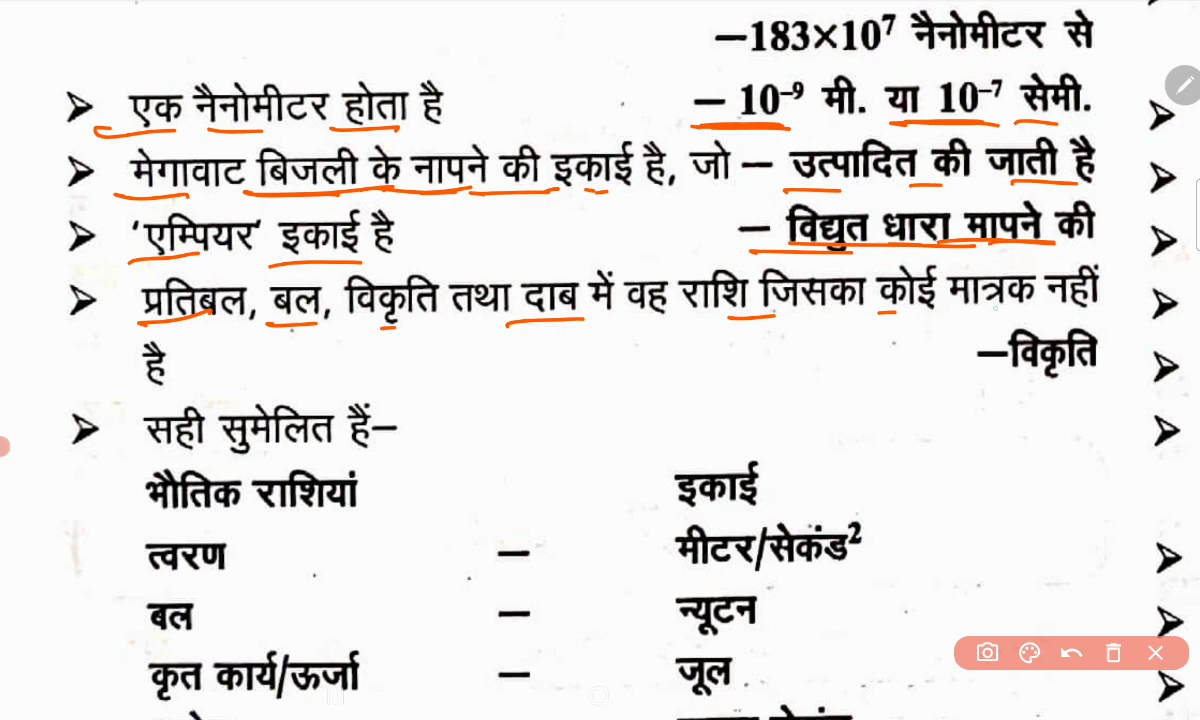 –183×10⁷ नैनोमीटर से
➢ एक नैनोमीटर होता है – 10⁻⁹ मी. या 10⁻⁷ सेमी.
➢ मेगावाट बिजली के नापने की इकाई है, जो – उत्पादित की जाती है
➢ ‘एम्पियर’ इकाई है – विद्युत धारा मापने की
➢ प्रतिबल, बल, विकृति तथा दाब में वह राशि जिसका कोई मात्रक नहीं
है –विकृति
➢ सही सुमेलित हैं–
भौतिक राशियां इकाई
त्वरण – मीटर/सेकंड²
बल – न्यूटन
कृत कार्य/ऊर्जा – जूल